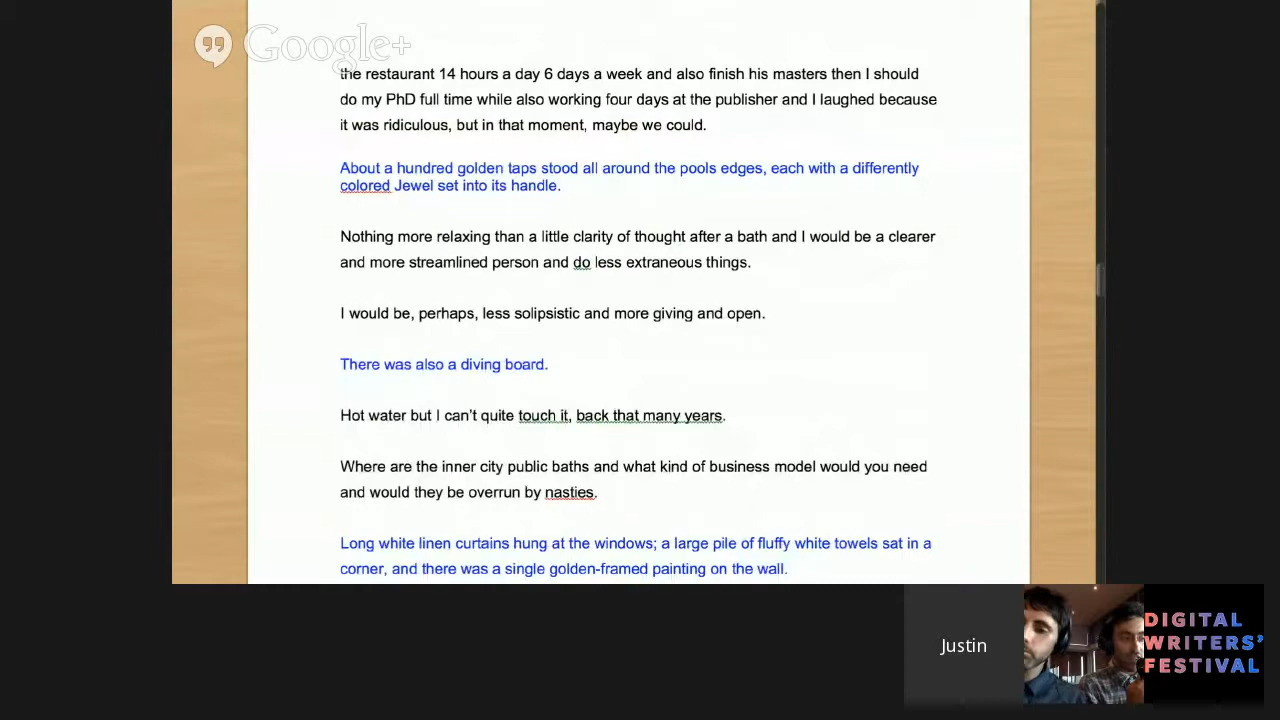 Google+
the restaurant 14 hours a day 6 days a week and also finish his masters then I should
do my PhD full time while also working four days at the publisher and I laughed because
it was ridiculous, but in that moment, maybe we could.
About a hundred golden taps stood all around the pools edges, each with a differently
colored Jewel set into its handle.
Nothing more relaxing than a little clarity of thought after a bath and I would be a clearer
and more streamlined person and do less extraneous things.
I would be, perhaps, less solipsistic and more giving and open.
There was also a diving board.
Hot water but I can’t quite touch it, back that many years.
Where are the inner city public baths and what kind of business model would you need
and would they be overrun by nasties.
Long white linen curtains hung at the windows; a large pile of fluffy white towels sat in a
corner, and there was a single golden-framed painting on the wall.
Justin
DIGITAL
WRITERS’
FESTIVAL